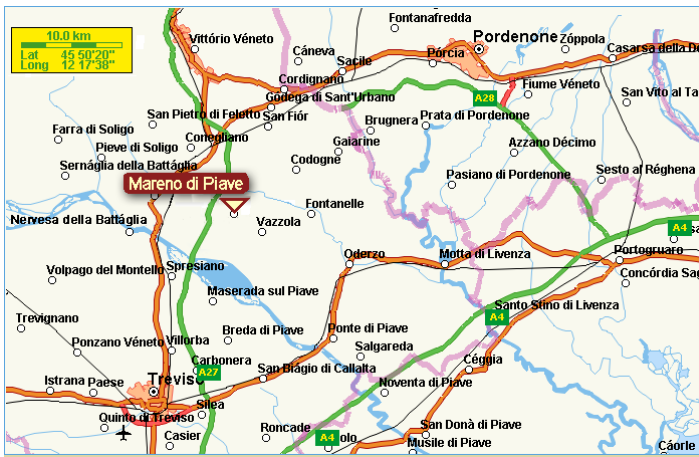 10.0 km
Lat 45 50'20"
Long 12 17'38"
Fontanafredda
Vittório Véneto
Pordenone
Zóppola
Cáneva
Pórcia
Casarsa della De
Sacile
Cordignano
Fiume Véneto
A28
San Vito al Ta
Gódega di Sant'Urbano
San Pietro di Feletto
San Fiór
Prata di Pordenone
Brugnera
Farra di Soligo
Conegliano
Gaiarine
Azzano Décimo
Pieve di Soligo
Codogne
Sernáglia della Battáglia
Sesto al Réghena
Pasiano di Pordenone
Mareno di Piave
Fontanelle
Nervesa della Battáglia
Vazzola
A4
Oderzo
Motta di Livenza
Portogruaro
Volpago del Montello
Spresiano
Concórdia Sag
Maserada sul Piave
Santo Stino di Livenza
A4
Trevignano
Breda di Piave
Ponte di Piave
Ponzano Véneto
Villorba
Salgareda
Carbonera
San Biágio di Callalta
Céggia
A27
Istrana
Paese
Treviso
Noventa di Piave
Silea
Quinto di Treviso
San Donà di Piave
Roncade
A4
olo
Casier
Musile di Piave
Cáorle